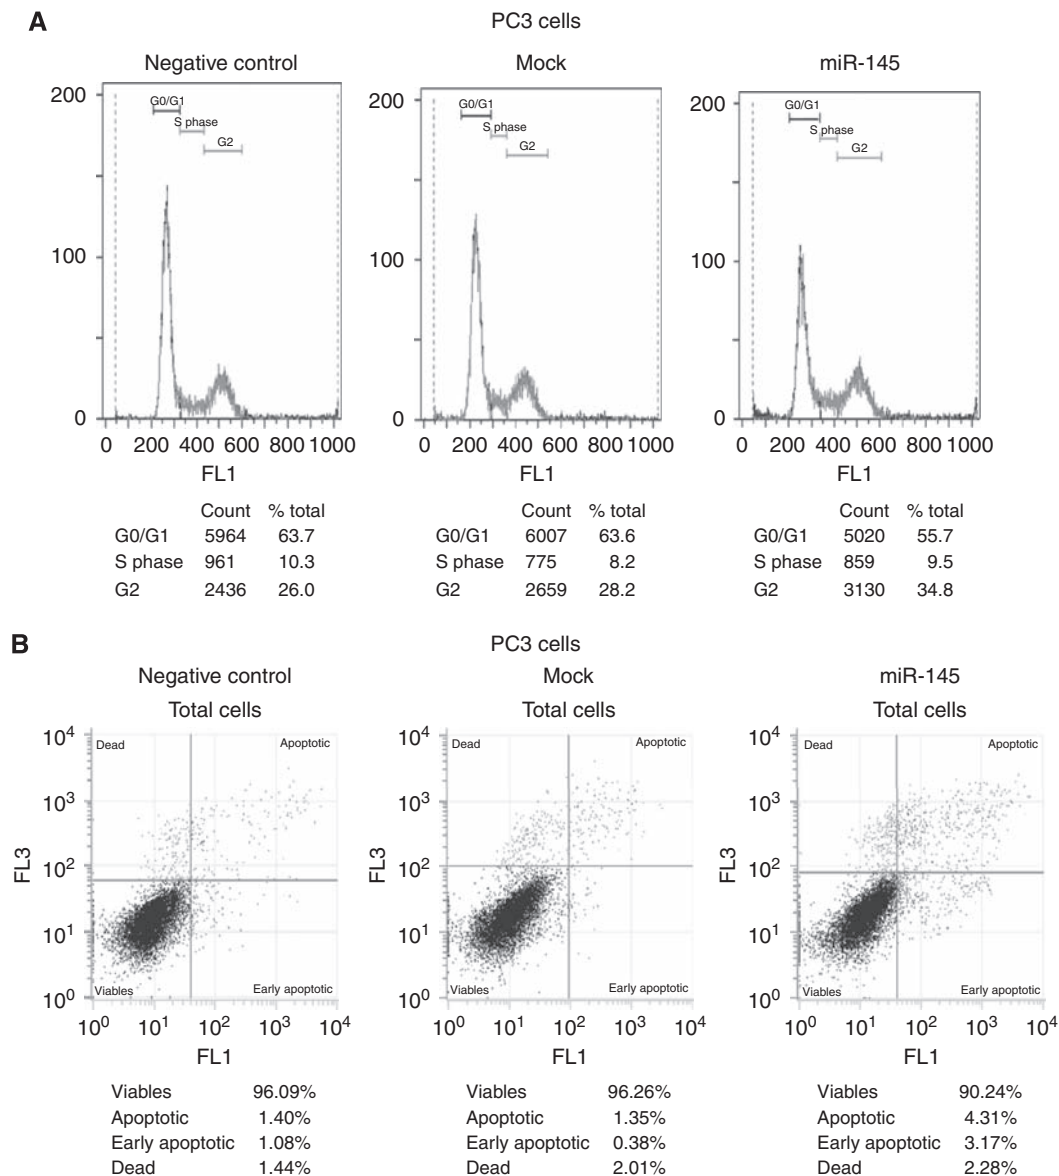 A
PC3 cells
Negative control
Mock
miR-145
200
100
0
G0/G1
S phase
G2
0 200 400 600 800 1000
FL1
200
100
0
G0/G1
S phase
G2
0 200 400 600 800 1000
FL1
200
100
0
G0/G1
S phase
G2
0 200 400 600 800 1000
FL1
Count % total
G0/G1 5964 63.7
S phase 961 10.3
G2 2436 26.0
Count % total
G0/G1 6007 63.6
S phase 775 8.2
G2 2659 28.2
Count % total
G0/G1 5020 55.7
S phase 859 9.5
G2 3130 34.8
B
PC3 cells
Negative control
Mock
miR-145
Total cells
Total cells
Total cells
FL3
10⁴
10³
10²
10¹
10⁰
Dead
Apoptotic
Viables
Early apoptotic
10⁰ 10¹ 10² 10³ 10⁴
FL1
FL3
10⁴
10³
10²
10¹
10⁰
Dead
Apoptotic
Viables
Early apoptotic
10⁰ 10¹ 10² 10³ 10⁴
FL1
FL3
10⁴
10³
10²
10¹
10⁰
Dead
Apoptotic
Viables
Early apoptotic
10⁰ 10¹ 10² 10³ 10⁴
FL1
Viables 96.09%
Apoptotic 1.40%
Early apoptotic 1.08%
Dead 1.44%
Viables 96.26%
Apoptotic 1.35%
Early apoptotic 0.38%
Dead 2.01%
Viables 90.24%
Apoptotic 4.31%
Early apoptotic 3.17%
Dead 2.28%